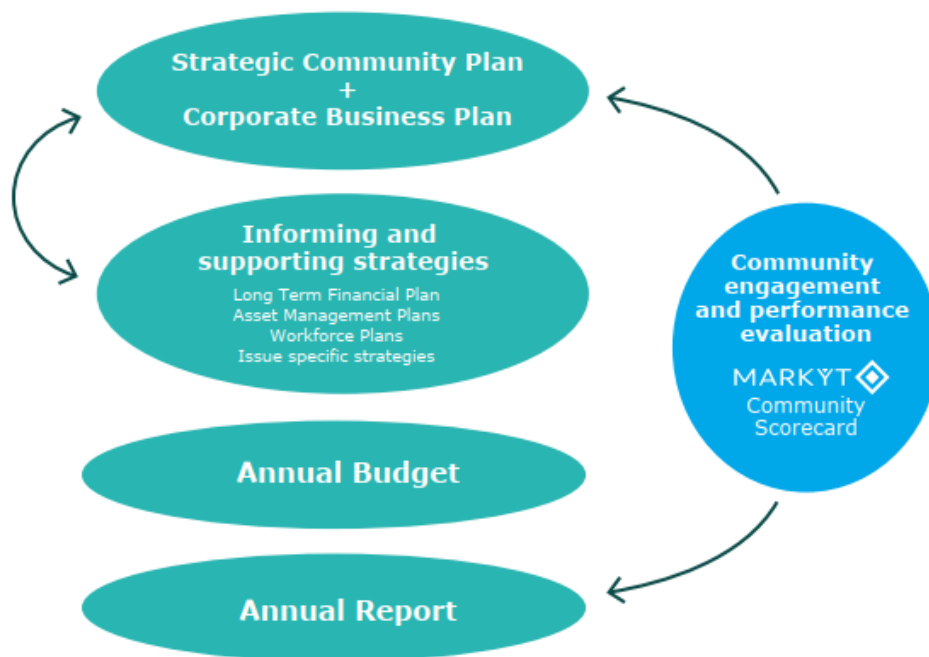 Strategic Community Plan
+
Corporate Business Plan
Informing and
supporting strategies
Long Term Financial Plan
Asset Management Plans
Workforce Plans
Issue specific strategies
Annual Budget
Annual Report
Community
engagement
and performance
evaluation
MARKYT
Community
Scorecard